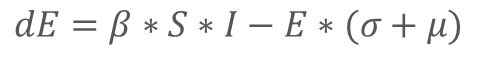 dE = β ∗ S ∗ I − E ∗ (σ + μ)